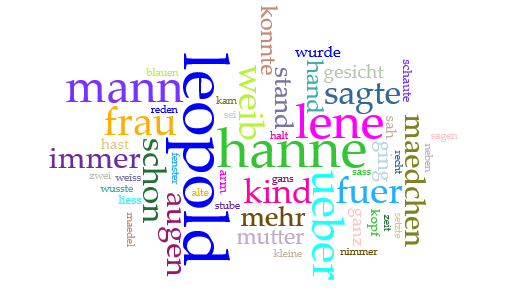 konnte
wurde
blauen
leopold
weib
stand
hand
gesicht
schaute
mann
sagte
kam
reden
sei
frau
lene
maedchen
sah
sagen
hast
halt
hanne
immer
schon
fenster
ging
recht
neben
zwei
weiss
arm
gans
sass
wusste
alte
kind
ueber
fuer
hess
augen
stube
mehr
ganz
kopf
zeit
setzte
maedel
mutter
kleine
nimmer